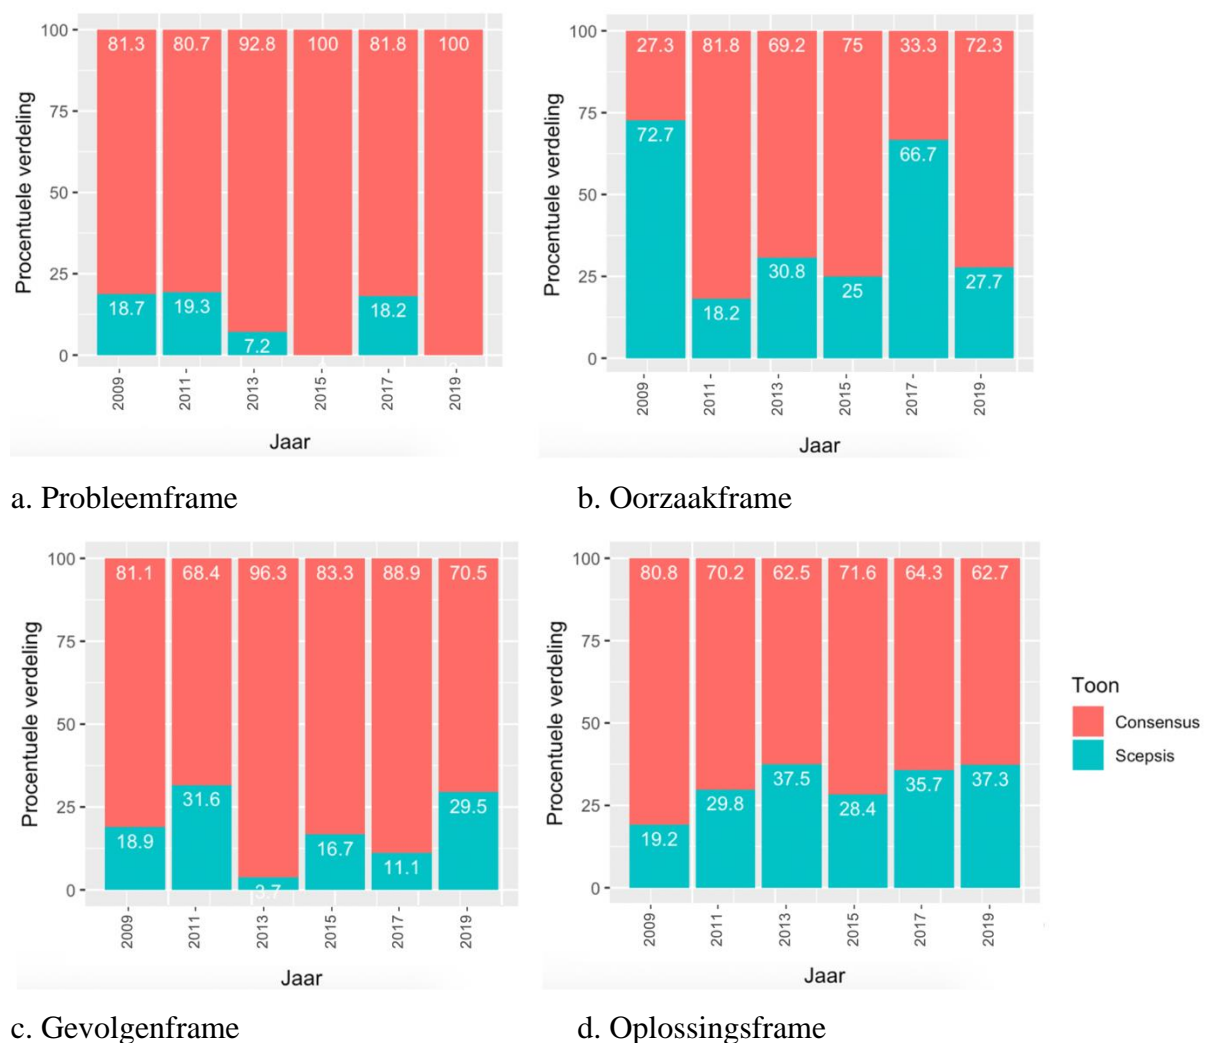 Procentuele verdeling
100
75
50
25
0
81.3 80.7 92.8 100 81.8 100
18.7 19.3 7.2 18.2
2009 2011 2013 2015 2017 2019
Jaar
a. Probleemframe
Procentuele verdeling
100
75
50
25
0
27.3 81.8 69.2 75 33.3 72.3
72.7 18.2 30.8 25 66.7 27.7
2009 2011 2013 2015 2017 2019
Jaar
b. Oorzaakframe
Procentuele verdeling
100
75
50
25
0
81.1 68.4 96.3 83.3 88.9 70.5
18.9 31.6 3.7 16.7 11.1 29.5
2009 2011 2013 2015 2017 2019
Jaar
c. Gevolgenframe
Procentuele verdeling
100
75
50
25
0
80.8 70.2 62.5 71.6 64.3 62.7
19.2 29.8 37.5 28.4 35.7 37.3
2009 2011 2013 2015 2017 2019
Jaar
d. Oplossingsframe
Toon
Consensus
Scepsis